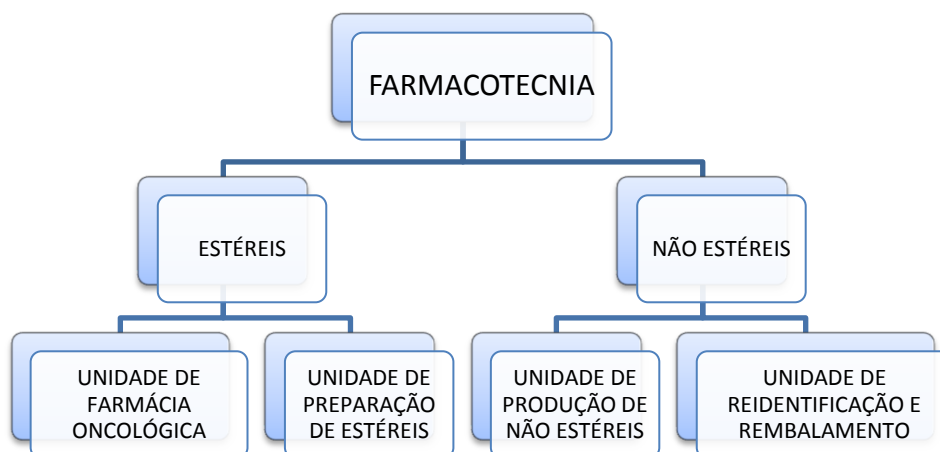 FARMACOTECNIA
ESTÉREIS
NÃO ESTÉREIS
UNIDADE DE
FARMÁCIA
ONCOLÓGICA
UNIDADE DE
PREPARAÇÃO
DE ESTÉREIS
UNIDADE DE
PRODUÇÃO DE
NÃO ESTÉREIS
UNIDADE DE
REIDENTIFICAÇÃO E
REMBALAMENTO